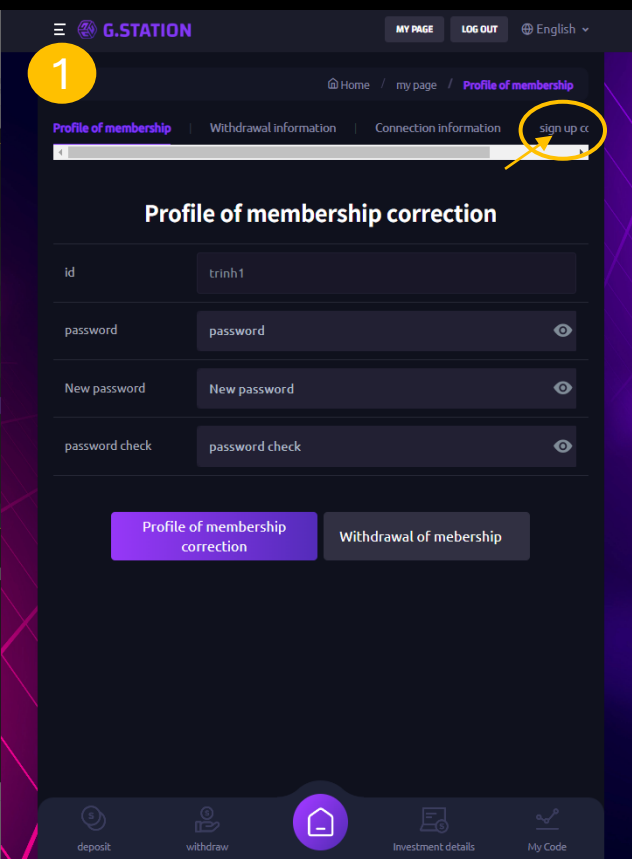 G.STATION MY PAGE LOG OUT English
1
Home / my page / Profile of membership
Profile of membership | Withdrawal information | Connection information | sign up
Profile of membership correction
id trinh1
password password
New password New password
password check password check
Profile of membership
correction
Withdrawal of mebership
deposit withdraw Investment details My Code